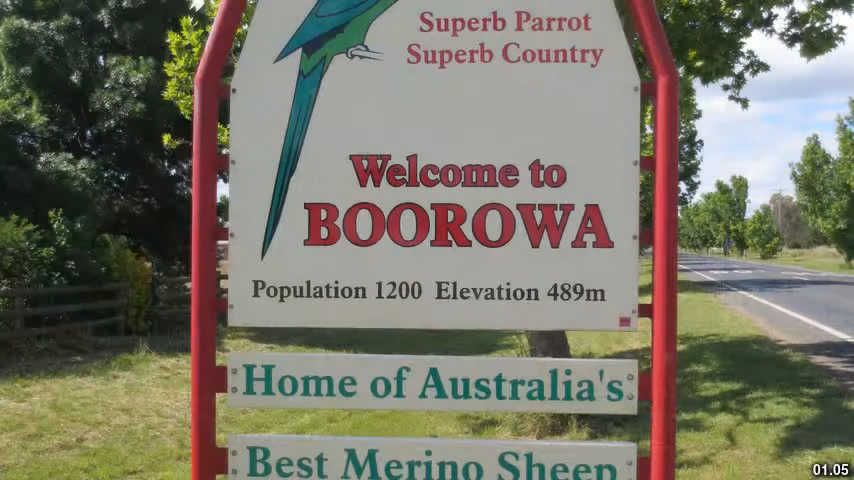 Superb Parrot
Superb Country
Welcome to
BOOROWA
Population 1200 Elevation 489m
Home of Australia's
Best Merino Sheep
01.05